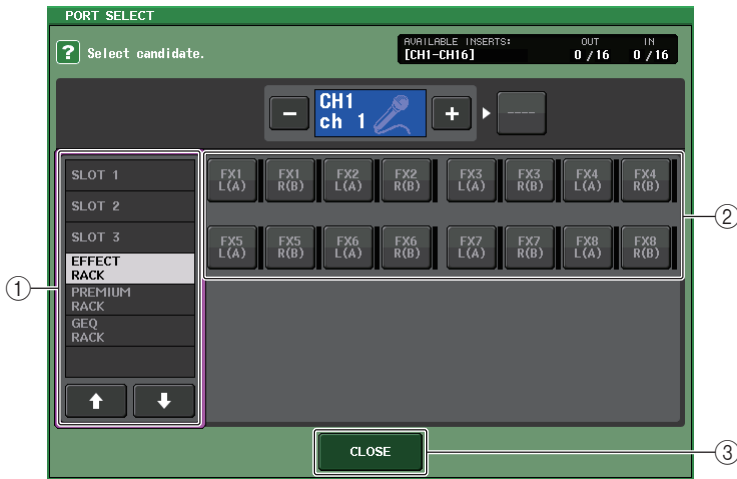 PORT SELECT
? Select candidate.
AVAILABLE INSERTS: OUT IN
[CH1-CH16] 0 /16 0 /16
− CH1 +
ch 1
----
SLOT 1
SLOT 2
SLOT 3
EFFECT
RACK
PREMIUM
RACK
GEQ
RACK
FX1 FX1 FX2 FX2 FX3 FX3 FX4 FX4
L(A) R(B) L(A) R(B) L(A) R(B) L(A) R(B)
FX5 FX5 FX6 FX6 FX7 FX7 FX8 FX8
L(A) R(B) L(A) R(B) L(A) R(B) L(A) R(B)
CLOSE
①
②
③